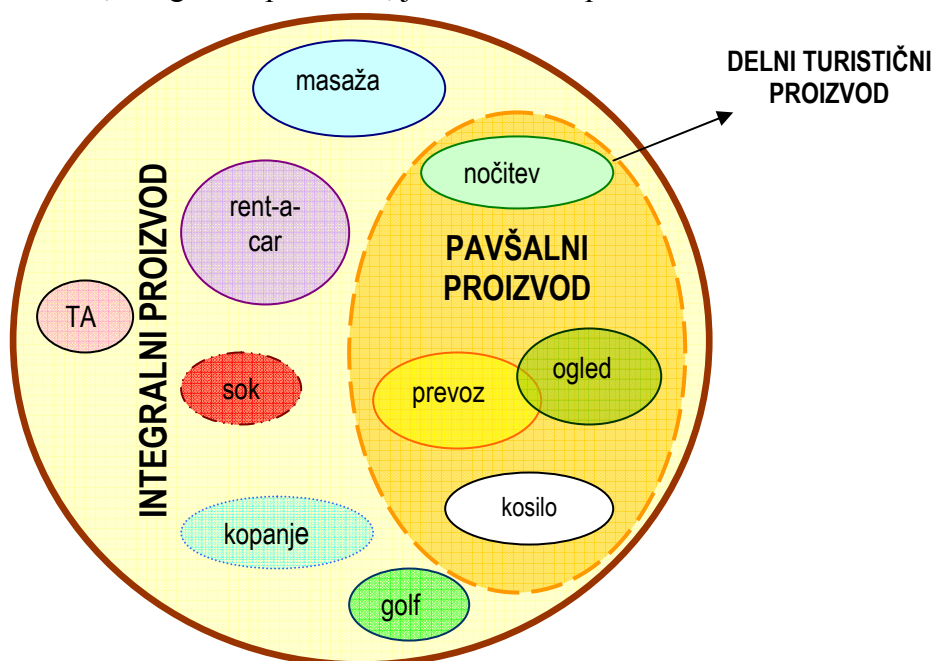 masaža
DELNI TURISTIČNI
PROIZVOD
nočitev
rent-a-
car
INTEGRALNI PROIZVOD
PAVŠALNI
PROIZVOD
TA
ogled
sok
prevoz
kosilo
kopanje
golf